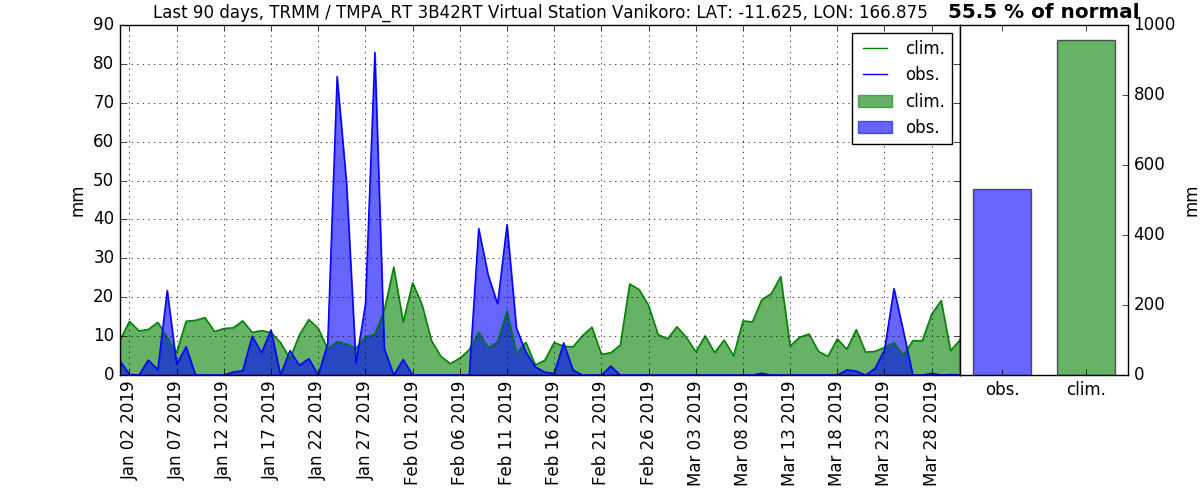 Last 90 days, TRMM / TMPA_RT 3B42RT Virtual Station Vanikoro: LAT: -11.625, LON: 166.875
55.5 % of normal
90
80
70
60
50
40
30
20
10
0
mm
clim.
obs.
clim.
obs.
1000
800
600
400
200
0
mm
obs.
clim.
Jan 02 2019
Jan 07 2019
Jan 12 2019
Jan 17 2019
Jan 22 2019
Jan 27 2019
Feb 01 2019
Feb 06 2019
Feb 11 2019
Feb 16 2019
Feb 21 2019
Feb 26 2019
Mar 03 2019
Mar 08 2019
Mar 13 2019
Mar 18 2019
Mar 23 2019
Mar 28 2019